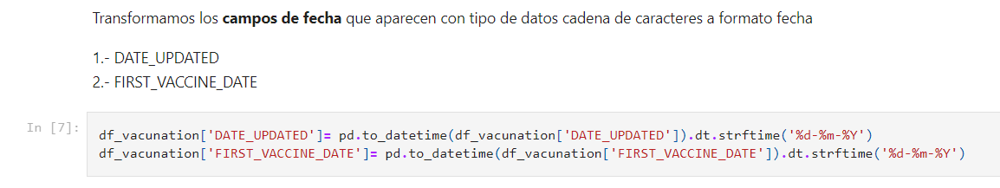 Transformamos los campos de fecha que aparecen con tipo de datos cadena de caracteres a formato fecha
1.- DATE_UPDATED
2.- FIRST_VACCINE_DATE
In [7]:
df_vacunation['DATE_UPDATED']= pd.to_datetime(df_vacunation['DATE_UPDATED']).dt.strftime('%d-%m-%Y')
df_vacunation['FIRST_VACCINE_DATE']= pd.to_datetime(df_vacunation['FIRST_VACCINE_DATE']).dt.strftime('%d-%m-%Y')